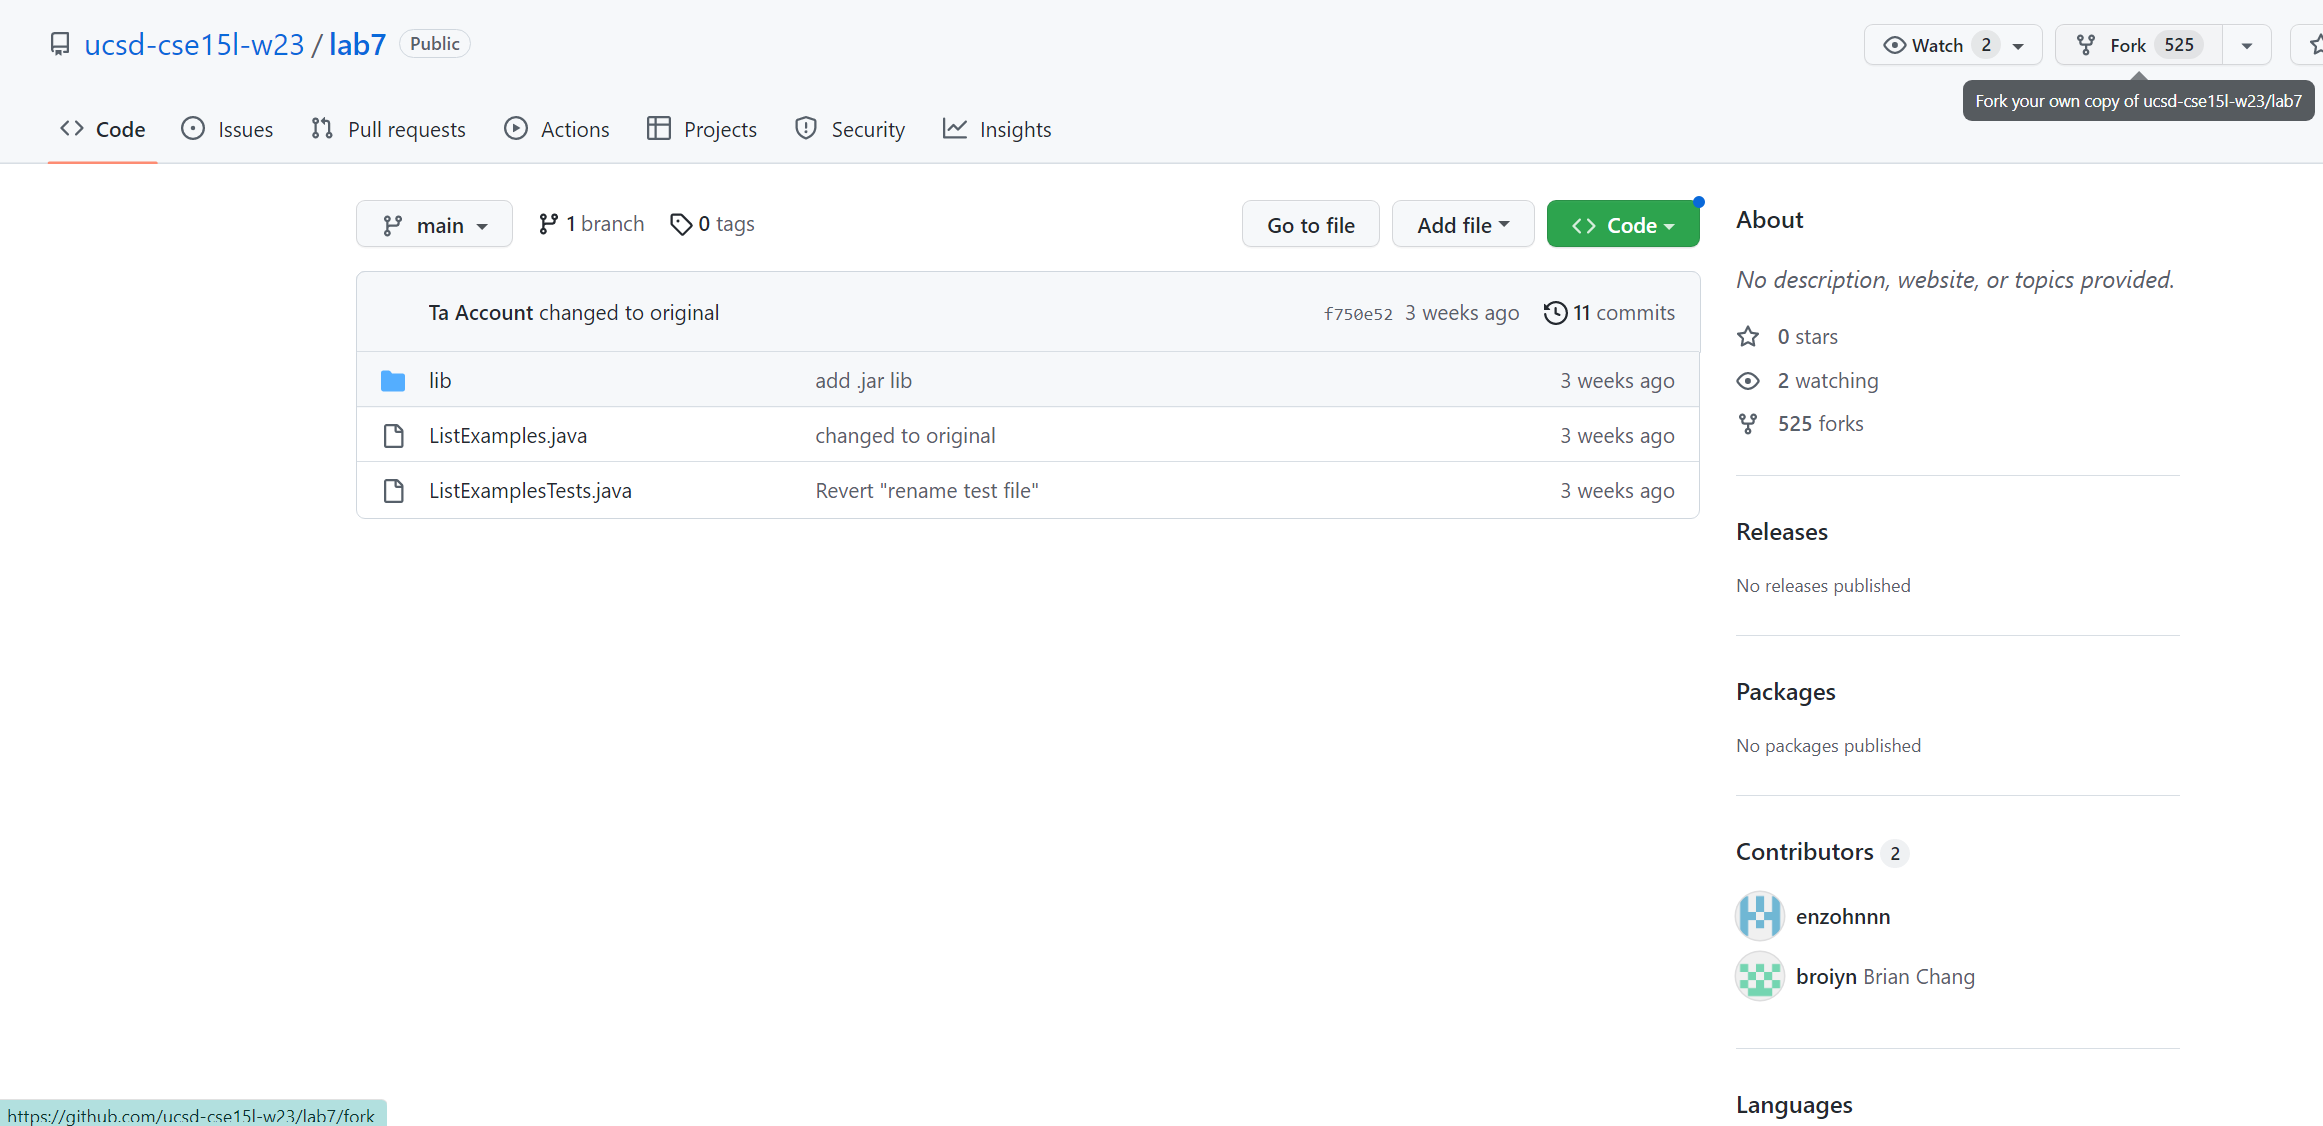 ucsd-cse15l-w23 / lab7 Public
Watch 2 Fork 525
Fork your own copy of ucsd-cse15l-w23/lab7
Code Issues Pull requests Actions Projects Security Insights
main 1 branch 0 tags Go to file Add file Code
Ta Account changed to original f750e52 3 weeks ago 11 commits
lib add .jar lib 3 weeks ago
ListExamples.java changed to original 3 weeks ago
ListExamplesTests.java Revert "rename test file" 3 weeks ago
About
No description, website, or topics provided.
0 stars
2 watching
525 forks
Releases
No releases published
Packages
No packages published
Contributors 2
enzohnnn
broiyn Brian Chang
Languages
https://github.com/ucsd-cse15l-w23/lab7/fork